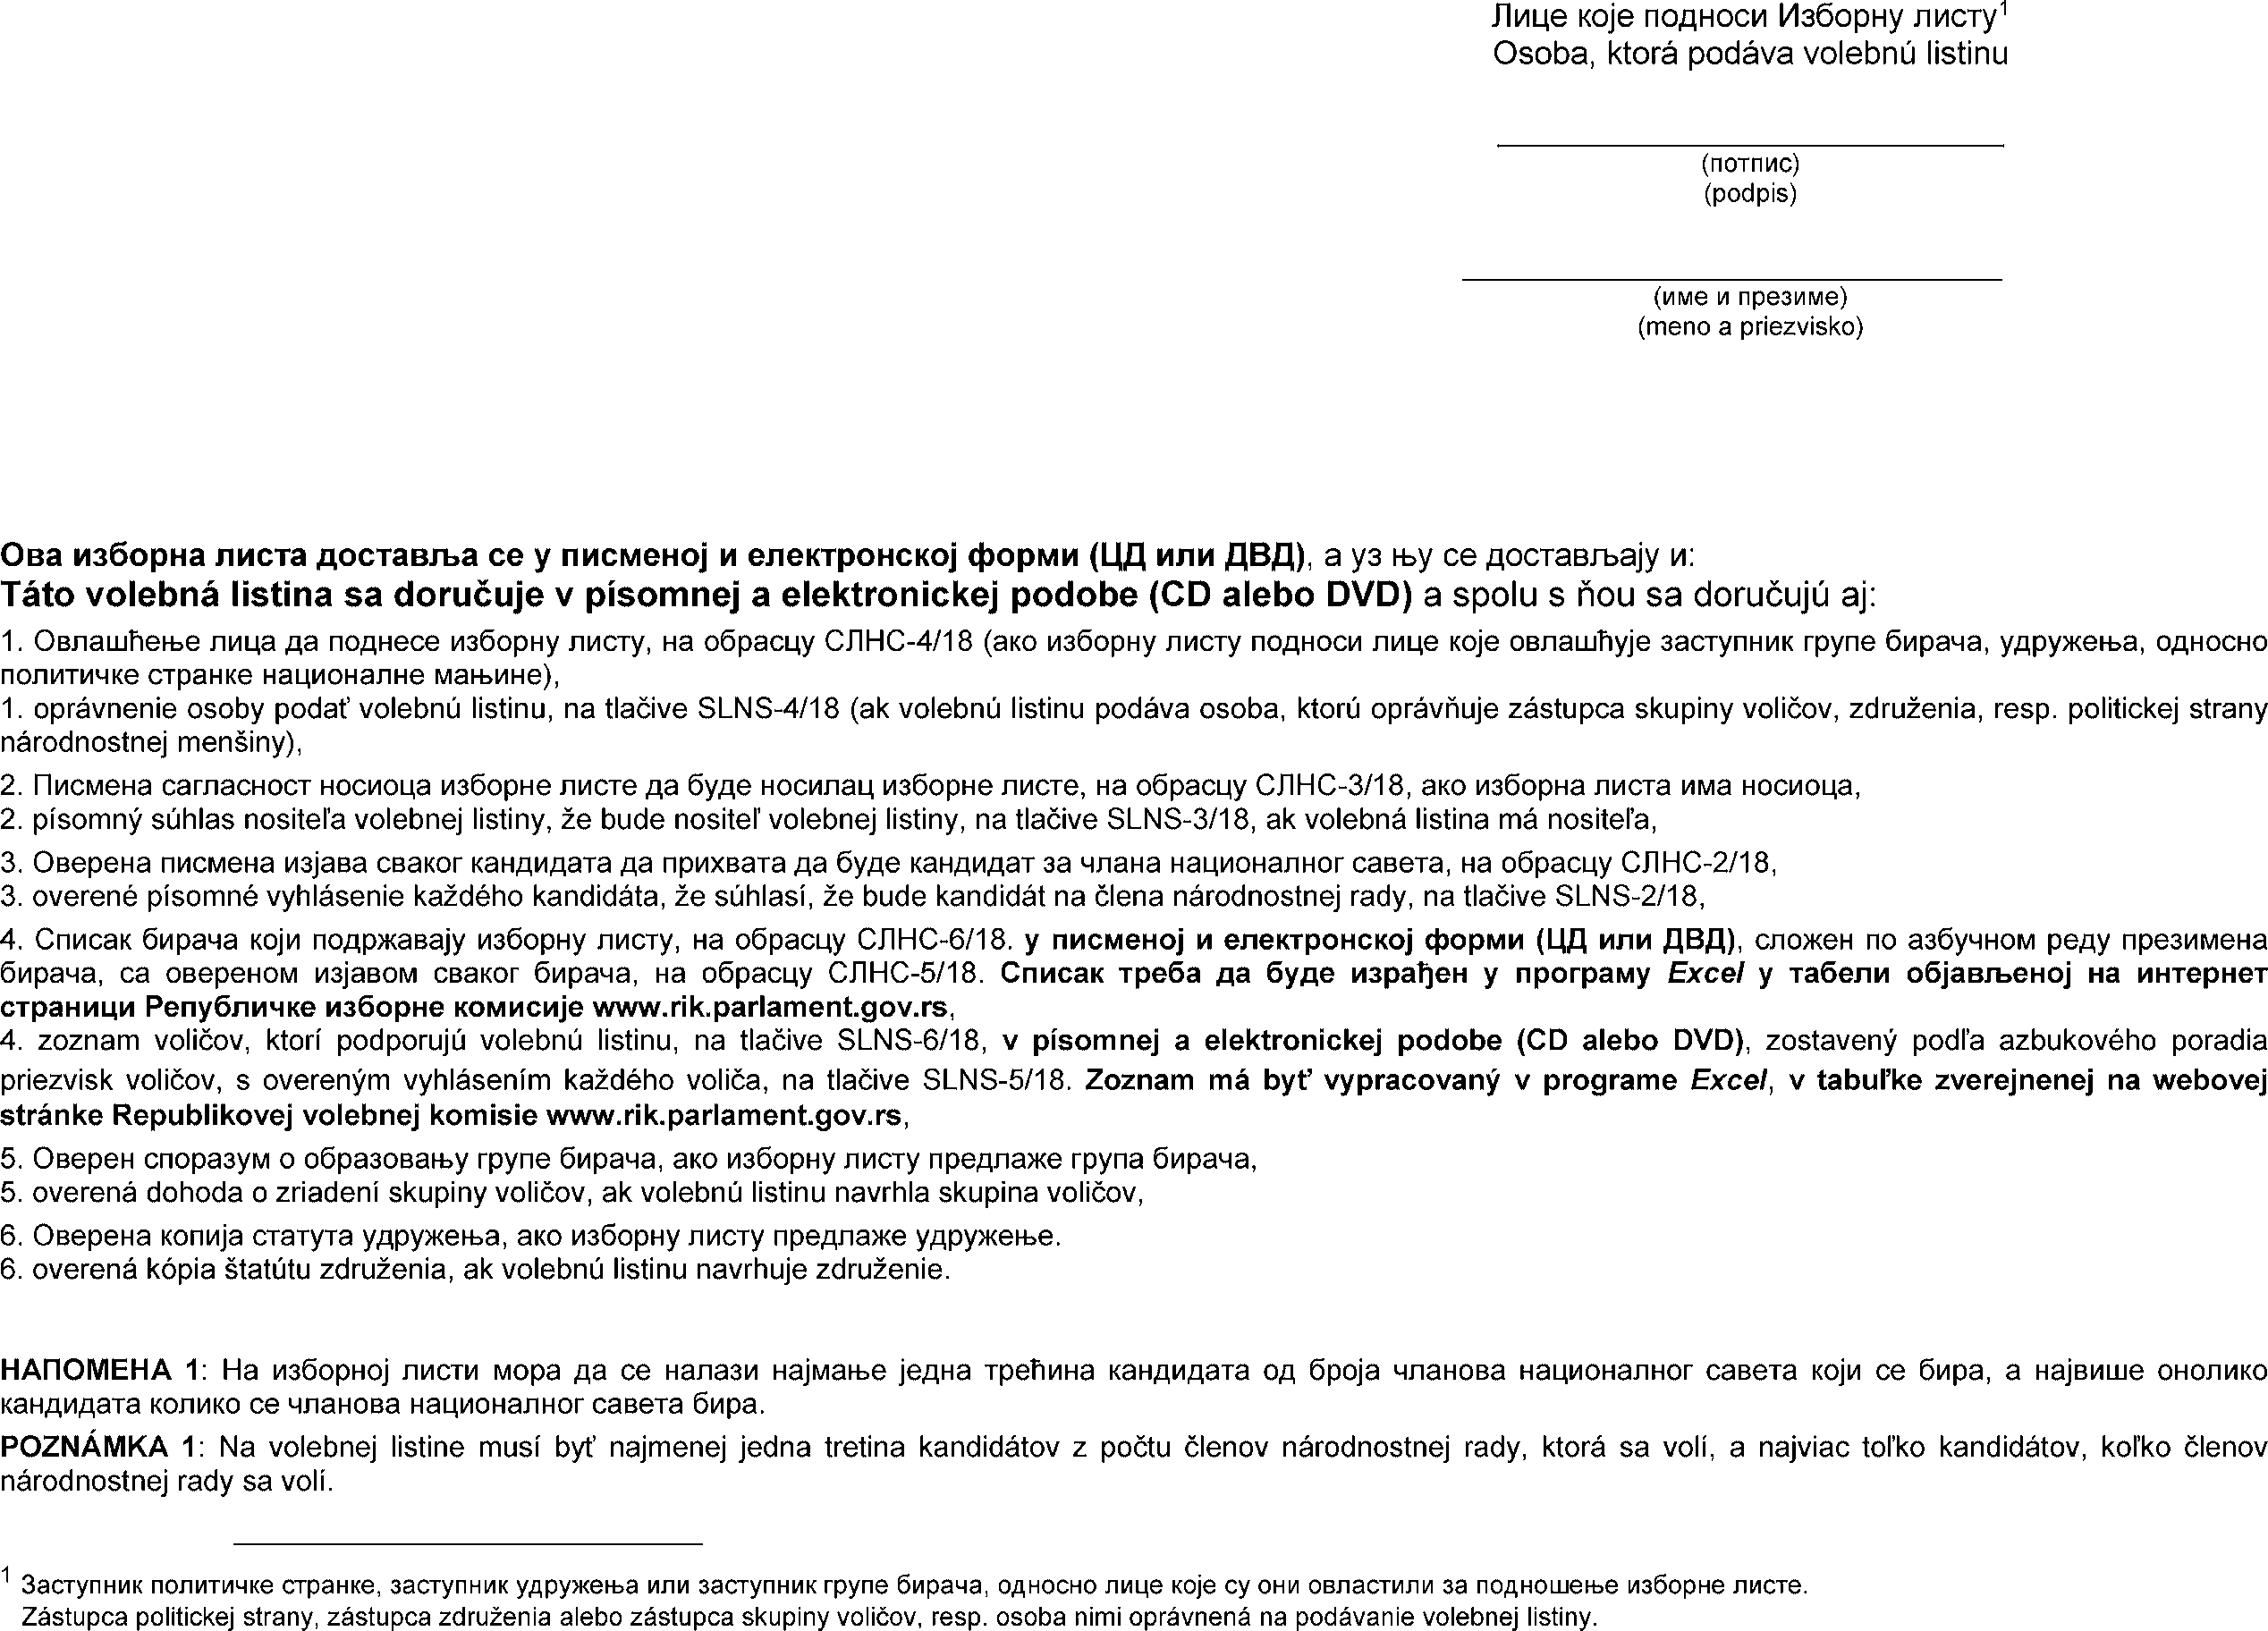 Лице које подноси Изборну листу¹
Osoba, ktorá podáva volebnú listinu
(потпис)
(podpis)
(име и презиме)
(meno a priezvisko)
Ова изборна листа доставља се у писменој и електронској форми (ЦД или ДВД), а уз њу се достављају и:
Táto volebná listina sa doručuje v písomnej a elektronickej podobe (CD alebo DVD) a spolu s ňou sa doručujú aj:
1. Овлашћење лица да поднесе изборну листу, на обрасцу СЛНС-4/18 (ако изборну листу подноси лице које овлашћује заступник групе бирача, удружења, односно
политичке странке националне мањине),
1. oprávnenie osoby podať volebnú listinu, na tlačive SLNS-4/18 (ak volebnú listinu podáva osoba, ktorú oprávňuje zástupca skupiny voličov, združenia, resp. politickej strany
národnostnej menšiny),
2. Писмена сагласност носиоца изборне листе да буде носилац изборне листе, на обрасцу СЛНС-3/18, ако изборна листа има носиоца,
2. písomný súhlas nositeľa volebnej listiny, že bude nositeľ volebnej listiny, na tlačive SLNS-3/18, ak volebná listina má nositeľa,
3. Оверена писмена изјава сваког кандидата да прихвата да буде кандидат за члана националног савета, на обрасцу СЛНС-2/18,
3. overené písomné vyhlásenie každého kandidáta, že súhlasí, že bude kandidát na člena národnostnej rady, na tlačive SLNS-2/18,
4. Списак бирача који подржавају изборну листу, на обрасцу СЛНС-6/18. у писменој и електронској форми (ЦД или ДВД), сложен по азбучном реду презимена
бирача, са овереном изјавом сваког бирача, на обрасцу СЛНС-5/18. Списак треба да буде израђен у програму Excel у табели објављеној на интернет
страници Републичке изборне комисије www.rik.parlament.gov.rs,
4. zoznam voličov, ktorí podporujú volebnú listinu, na tlačive SLNS-6/18, v písomnej a elektronickej podobe (CD alebo DVD), zostavený podľa azbukového poradia
priezvisk voličov, s overeným vyhlásením každého voliča, na tlačive SLNS-5/18. Zoznam má byť vypracovaný v programe Excel, v tabuľke zverejnenej na webovej
stránke Republikovej volebnej komisie www.rik.parlament.gov.rs,
5. Оверен споразум о образовању групе бирача, ако изборну листу предлаже група бирача,
5. overená dohoda o zriadení skupiny voličov, ak volebnú listinu navrhla skupina voličov,
6. Оверена копија статута удружења, ако изборну листу предлаже удружење.
6. overená kópia štatútu združenia, ak volebnú listinu navrhuje združenie.
НАПОМЕНА 1: На изборној листи мора да се налази најмање једна трећина кандидата од броја чланова националног савета који се бира, а највише онолико
кандидата колико се чланова националног савета бира.
POZNÁMKA 1: Na volebnej listine musí byť najmenej jedna tretina kandidátov z počtu členov národnostnej rady, ktorá sa volí, a najviac toľko kandidátov, koľko členov
národnostnej rady sa volí.
¹ Заступник политичке странке, заступник удружења или заступник групе бирача, односно лице које су они овластили за подношење изборне листе.
Zástupca politickej strany, zástupca združenia alebo zástupca skupiny voličov, resp. osoba nimi oprávnená na podávanie volebnej listiny.